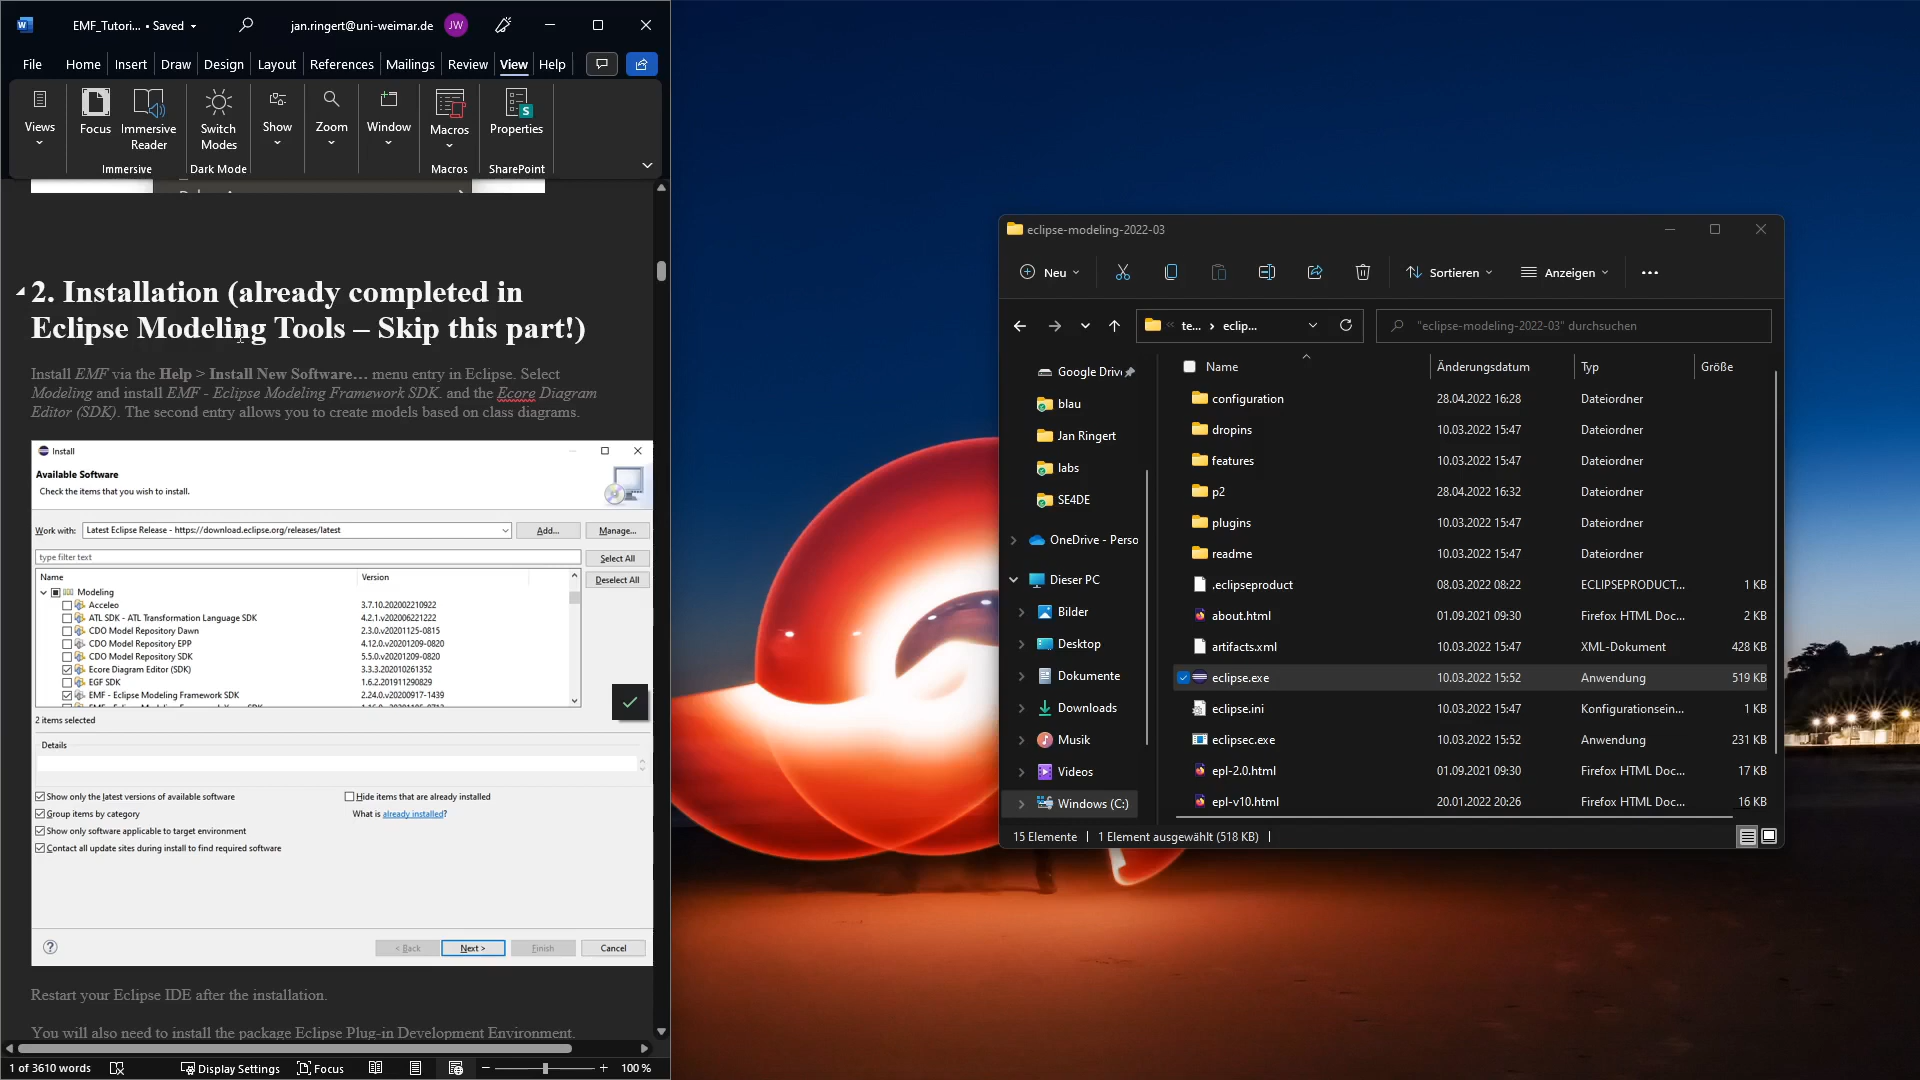 EMF_Tutori... • Saved
jan.ringert@uni-weimar.de
JW
File Home Insert Draw Design Layout References Mailings Review View Help
Views
Focus
Immersive Reader
Switch Modes
Show
Zoom
Window
Macros
Properties
Immersive
Dark Mode
Macros
SharePoint
2. Installation (already completed in
Eclipse Modeling Tools – Skip this part!)
Install EMF via the Help > Install New Software… menu entry in Eclipse. Select
Modeling and install EMF - Eclipse Modeling Framework SDK. and the Ecore Diagram
Editor (SDK). The second entry allows you to create models based on class diagrams.
Install
Available Software
Check the items that you wish to install.
Work with: Latest Eclipse Release - https://download.eclipse.org/releases/latest Add... Manage...
type filter text
Select All
Deselect All
Name Version
Modeling
Acceleo 3.7.10.202002210922
ATL SDK - ATL Transformation Language SDK 4.2.1.v202006221222
CDO Model Repository Dawn 2.3.0.v20201125-0815
CDO Model Repository EPP 4.12.0.v20201209-0820
CDO Model Repository SDK 5.5.0.v20201209-0820
Ecore Diagram Editor (SDK) 3.3.3.202010261352
EGF SDK 1.6.2.2019112908​29
EMF - Eclipse Modeling Framework SDK 2.24.0.v20200917-1439
2 items selected
Details
Show only the latest versions of available software
Hide items that are already installed
Group items by category
What is already installed?
Show only software applicable to target environment
Contact all update sites during install to find required software
< Back Next > Finish Cancel
Restart your Eclipse IDE after the installation.
You will also need to install the package Eclipse Plug-in Development Environment.
1 of 3610 words
Display Settings
Focus
100 %
eclipse-modeling-2022-03
Neu
Sortieren
Anzeigen
te... › eclip...
"eclipse-modeling-2022-03" durchsuchen
Google Driv
blau
Jan Ringert
labs
SE4DE
OneDrive - Perso
Dieser PC
Bilder
Desktop
Dokumente
Downloads
Musik
Videos
Windows (C:)
Name Änderungsdatum Typ Größe
configuration 28.04.2022 16:28 Dateiordner
dropins 10.03.2022 15:47 Dateiordner
features 10.03.2022 15:47 Dateiordner
p2 28.04.2022 16:32 Dateiordner
plugins 10.03.2022 15:47 Dateiordner
readme 10.03.2022 15:47 Dateiordner
.eclipseproduct 08.03.2022 08:22 ECLIPSEPRODUCT... 1 KB
about.html 01.09.2021 09:30 Firefox HTML Doc... 2 KB
artifacts.xml 10.03.2022 15:47 XML-Dokument 428 KB
eclipse.exe 10.03.2022 15:52 Anwendung 519 KB
eclipse.ini 10.03.2022 15:47 Konfigurationsein... 1 KB
eclipsec.exe 10.03.2022 15:52 Anwendung 231 KB
epl-2.0.html 01.09.2021 09:30 Firefox HTML Doc... 17 KB
epl-v10.html 20.01.2022 20:26 Firefox HTML Doc... 16 KB
15 Elemente
1 Element ausgewählt (518 KB)